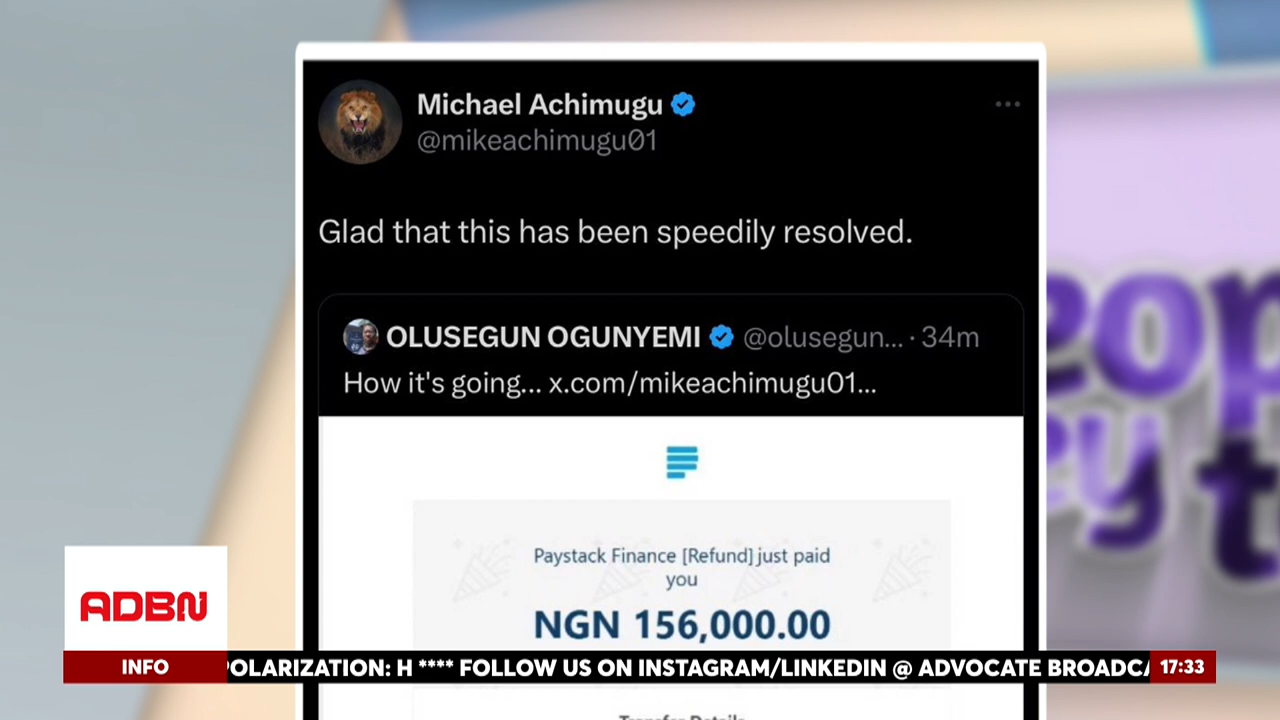 Michael Achimugu
@mikeachimugu01
Glad that this has been speedily resolved.
OLUSEGUN OGUNYEMI @olusegun... · 34m
How it's going... x.com/mikeachimugu01...
Paystack Finance [Refund] just paid
you
NGN 156,000.00
ADBN
INFO
POLARIZATION: H **** FOLLOW US ON INSTAGRAM/LINKEDIN @ ADVOCATE BROADCA
17:33